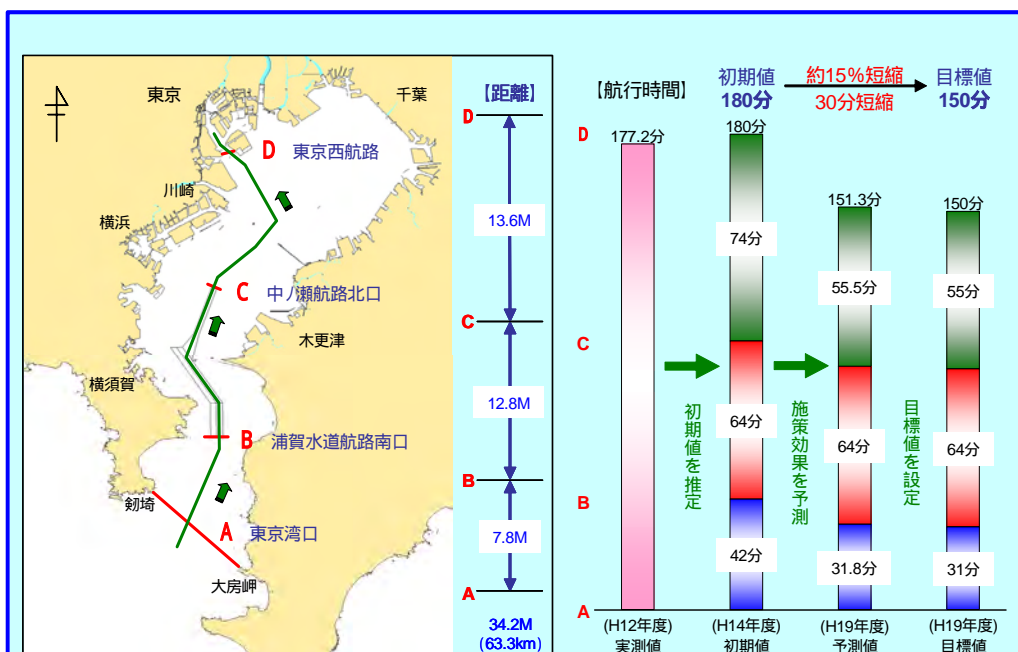 東京
千葉
D
東京西航路
川崎
横浜
C
中ノ瀬航路北口
木更津
横須賀
B
浦賀水道航路南口
剱埼
A
東京湾口
大房岬
【距離】
D
13.6M
C
12.8M
B
7.8M
A
34.2M
(63.3km)
【航行時間】
初期値
180分
約15%短縮
30分短縮
目標値
150分
D
C
B
A
177.2分
180分
74分
64分
42分
151.3分
55.5分
64分
31.8分
150分
55分
64分
31分
初期値を推定
施策効果を予測
目標値を設定
(H12年度)
実測値
(H14年度)
初期値
(H19年度)
予測値
(H19年度)
目標値